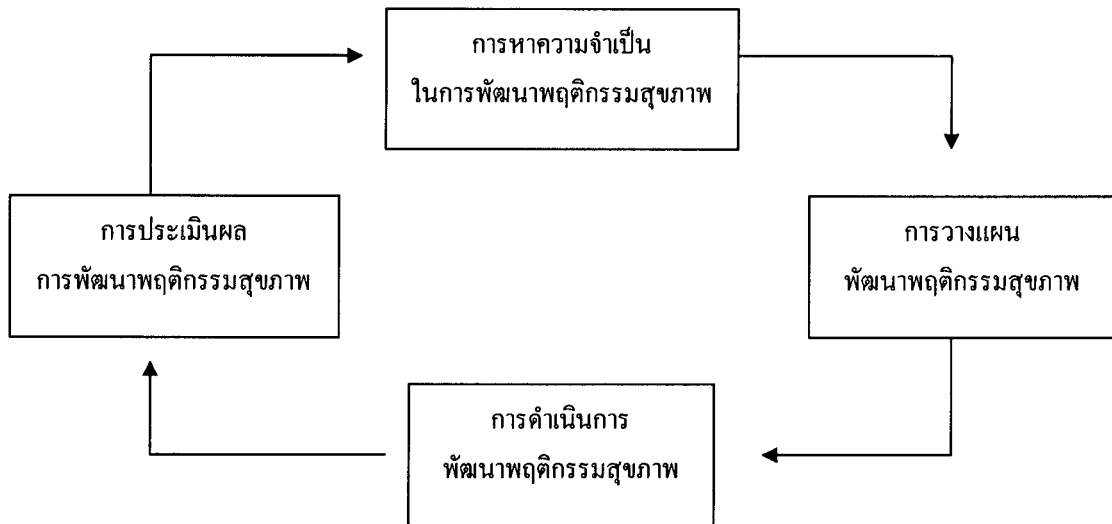 การหาความจำเป็น
ในการพัฒนาพฤติกรรมสุขภาพ
การประเมินผล
การพัฒนาพฤติกรรมสุขภาพ
การวางแผน
พัฒนาพฤติกรรมสุขภาพ
การดำเนินการ
พัฒนาพฤติกรรมสุขภาพ